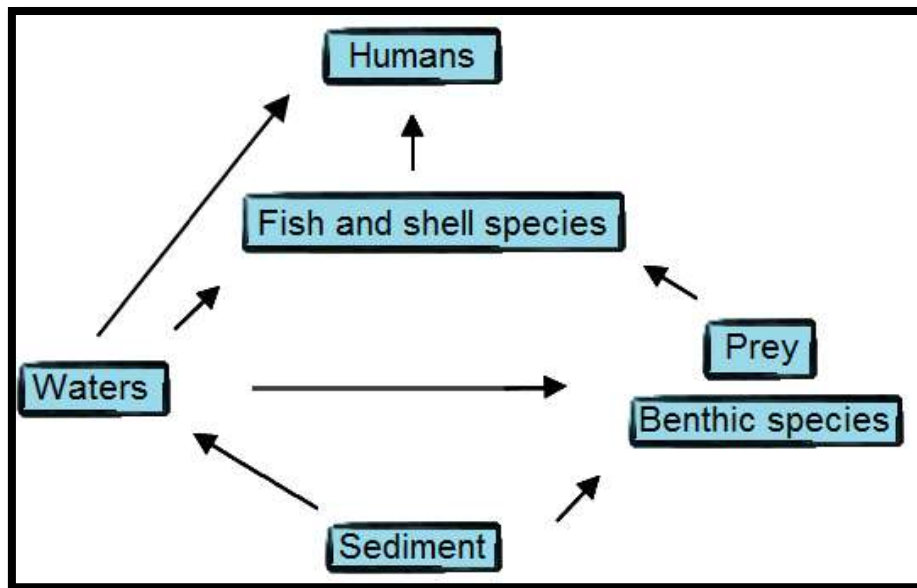 Humans
Fish and shell species
Prey
Waters
Benthic species
Sediment